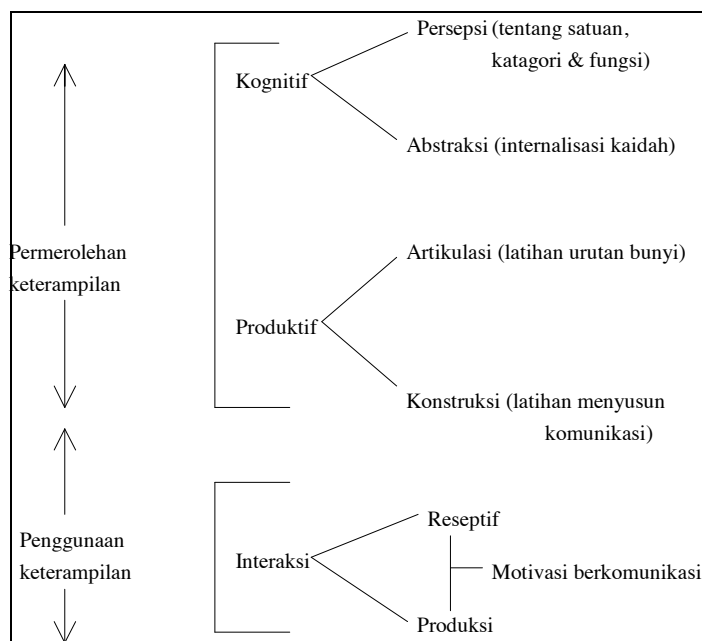 Persepsi (tentang satuan,
katagori & fungsi)
Kognitif
Abstraksi (internalisasi kaidah)
Permerolehan
keterampilan
Artikulasi (latihan urutan bunyi)
Produktif
Konstruksi (latihan menyusun
komunikasi)
Penggunaan
keterampilan
Interaksi
Reseptif
Motivasi berkomunikasi
Produksi